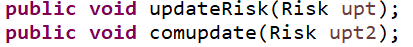 public void updateRisk(Risk upt);
public void comupdate(Risk upt2);